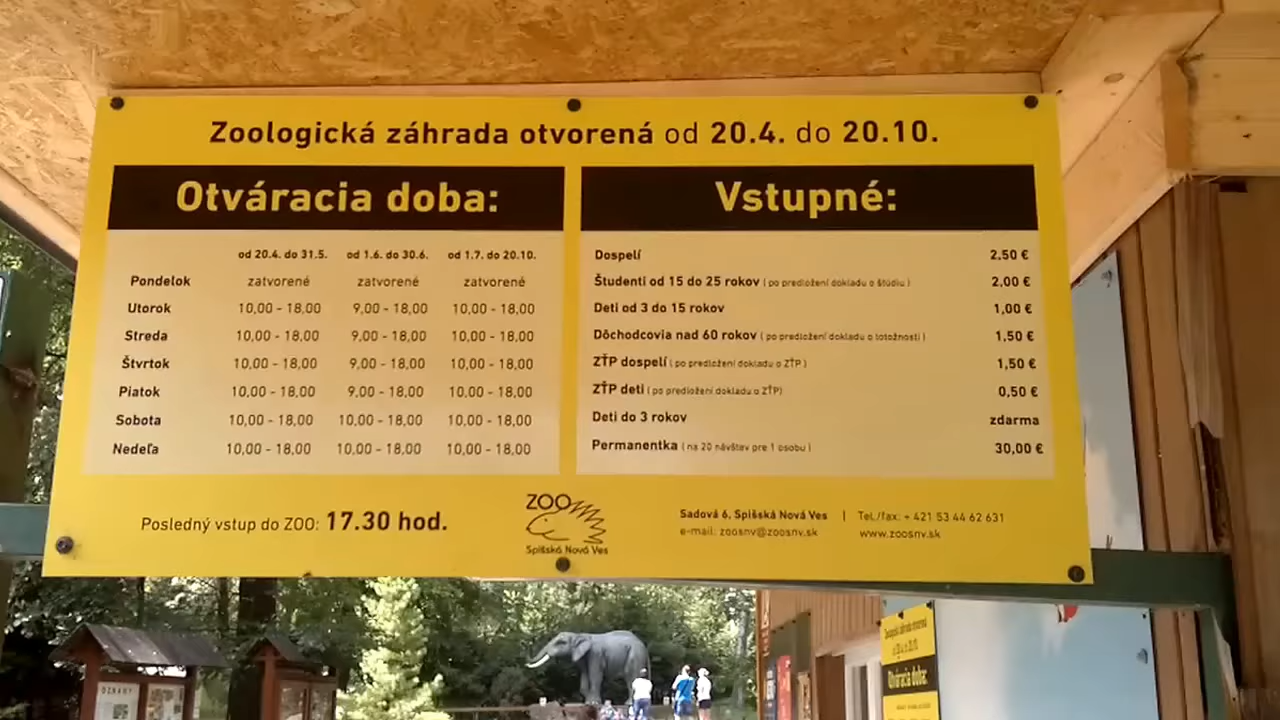 Zoologická záhrada otvorená od 20.4. do 20.10.
Otváracia doba:
od 20.4. do 31.5. od 1.6. do 30.6. od 1.7. do 20.10.
Pondelok zatvorené zatvorené zatvorené
Utorok 10,00 - 18,00 9,00 - 18,00 10,00 - 18,00
Streda 10,00 - 18,00 9,00 - 18,00 10,00 - 18,00
Štvrtok 10,00 - 18,00 9,00 - 18,00 10,00 - 18,00
Piatok 10,00 - 18,00 9,00 - 18,00 10,00 - 18,00
Sobota 10,00 - 18,00 10,00 - 18,00 10,00 - 18,00
Nedeľa 10,00 - 18,00 10,00 - 18,00 10,00 - 18,00
Vstupné:
Dospelí 2,50 €
Študenti od 15 do 25 rokov ( po predložení dokladu o štúdiu ) 2,00 €
Deti od 3 do 15 rokov 1,00 €
Dôchodcovia nad 60 rokov ( po predložení dokladu o totožnosti ) 1,50 €
ZŤP dospelí ( po predložení dokladu o ZŤP ) 1,50 €
ZŤP deti ( po predložení dokladu o ZŤP) 0,50 €
Deti do 3 rokov zdarma
Permanentka ( na 20 návštev pre 1 osobu ) 30,00 €
Posledný vstup do ZOO: 17.30 hod.
ZOO
Spišská Nová Ves
Sadová 6, Spišská Nová Ves | Tel./fax: + 421 53 44 62 631
e-mail: zoosnv@zoosnv.sk www.zoosnv.sk
OZNAMY
Zoologická záhrada otvorená
Otváracia doba: